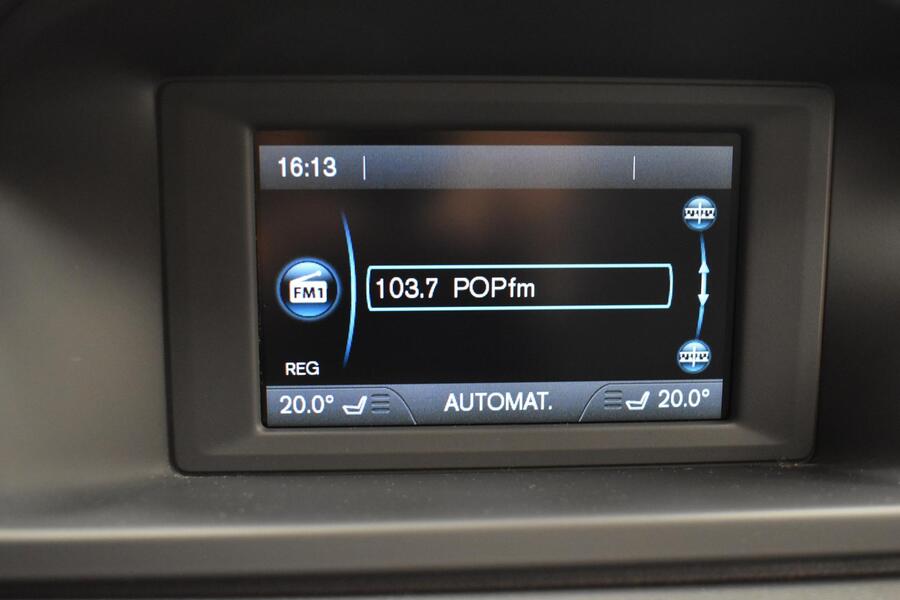 16:13
FM1
103.7 POPfm
REG
20.0° AUTOMAT. 20.0°